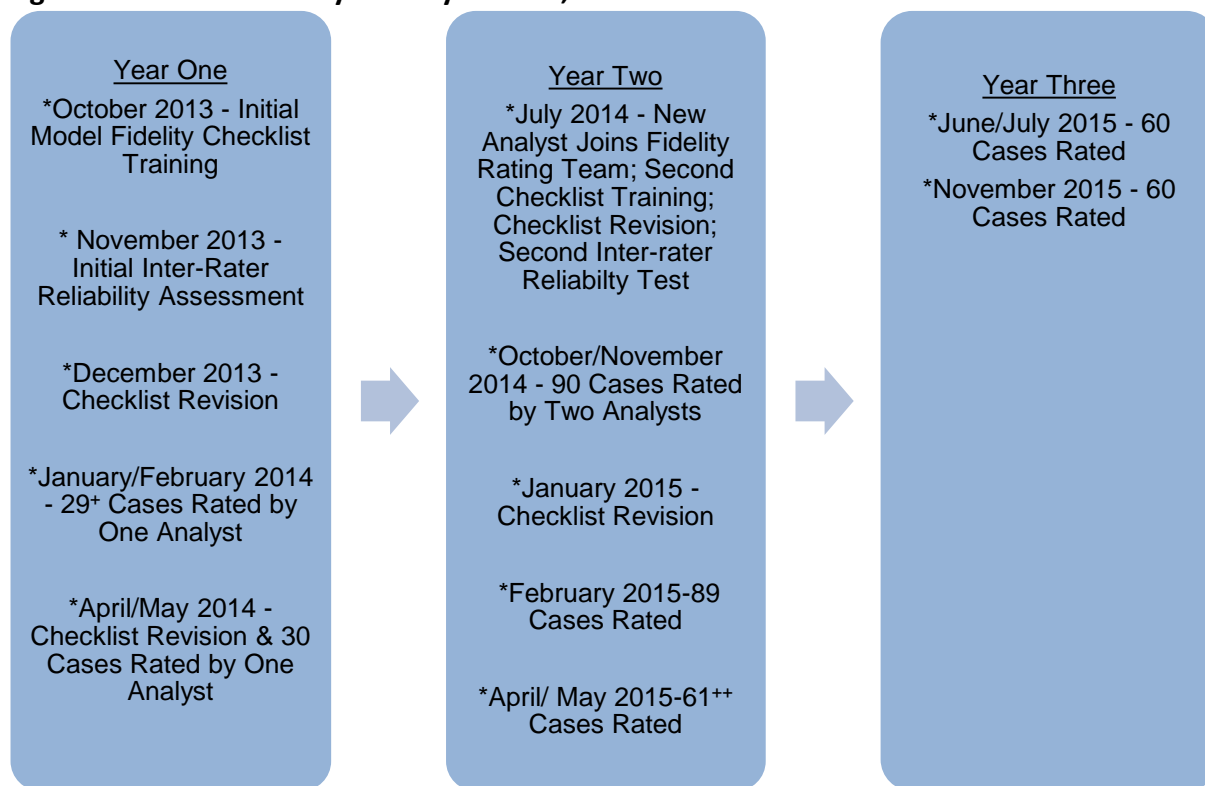 Year One
*October 2013 - Initial
Model Fidelity Checklist
Training
* November 2013 -
Initial Inter-Rater
Reliability Assessment
*December 2013 -
Checklist Revision
*January/February 2014
- 29+ Cases Rated by
One Analyst
*April/May 2014 -
Checklist Revision & 30
Cases Rated by One
Analyst
Year Two
*July 2014 - New
Analyst Joins Fidelity
Rating Team; Second
Checklist Training;
Checklist Revision;
Second Inter-rater
Reliabilty Test
*October/November
2014 - 90 Cases Rated
by Two Analysts
*January 2015 -
Checklist Revision
*February 2015-89
Cases Rated
*April/ May 2015-61++
Cases Rated
Year Three
*June/July 2015 - 60
Cases Rated
*November 2015 - 60
Cases Rated